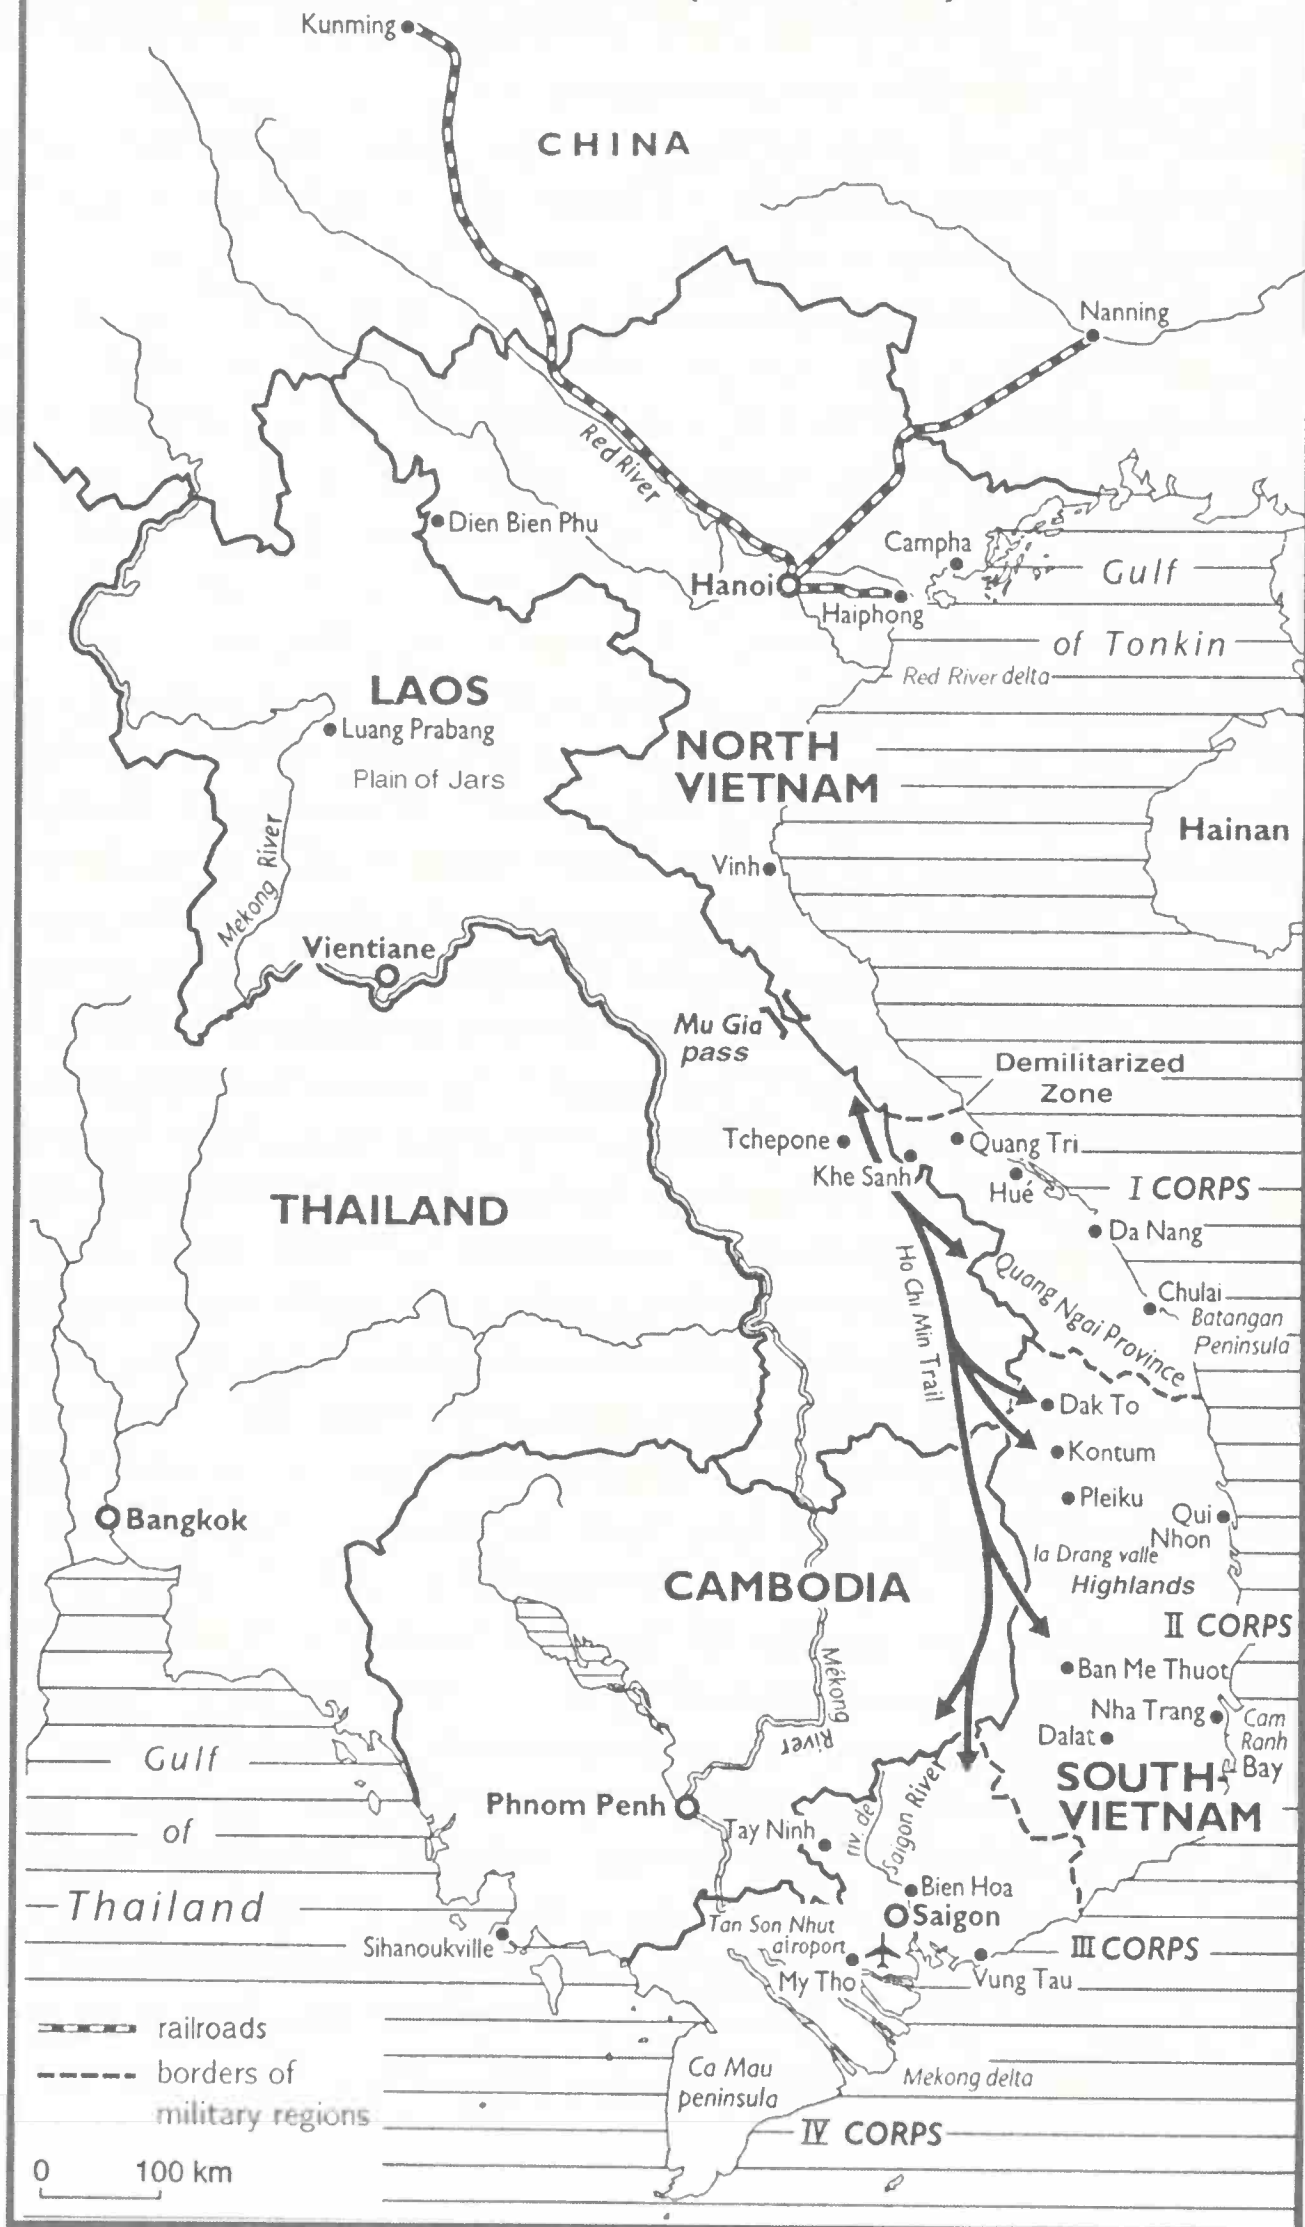 Kunming
CHINA
Nanning
Red River
Dien Bien Phu
Campha
Gulf
Hanoi
Haiphong
of Tonkin
Red River delta
LAOS
Luang Prabang
NORTH
VIETNAM
Plain of Jars
Hainan
Mekong River
Vinh
Vientiane
Mu Gia
pass
Demilitarized
Zone
Tchepone
Quang Tri
Khe Sanh
Hué
I CORPS
THAILAND
Da Nang
Ho Chi Min Trail
Quang Ngai Province
Chulai
Batangan
Peninsula
Dak To
Kontum
Pleiku
Bangkok
Qui
Nhon
Ia Drang valle
Highlands
CAMBODIA
II CORPS
Mékong
River
Ban Me Thuot
Nha Trang
Cam
Ranh
Bay
Dalat
Gulf
of
Thailand
SOUTH
VIETNAM
Phnom Penh
Tay Ninh
riv. de
Saigon River
Bien Hoa
Saigon
Tan Son Nhut
airoport
Sihanoukville
III CORPS
My Tho
Vung Tau
railroads
borders of
military regions
Ca Mau
peninsula
Mekong delta
IV CORPS
0 100 km